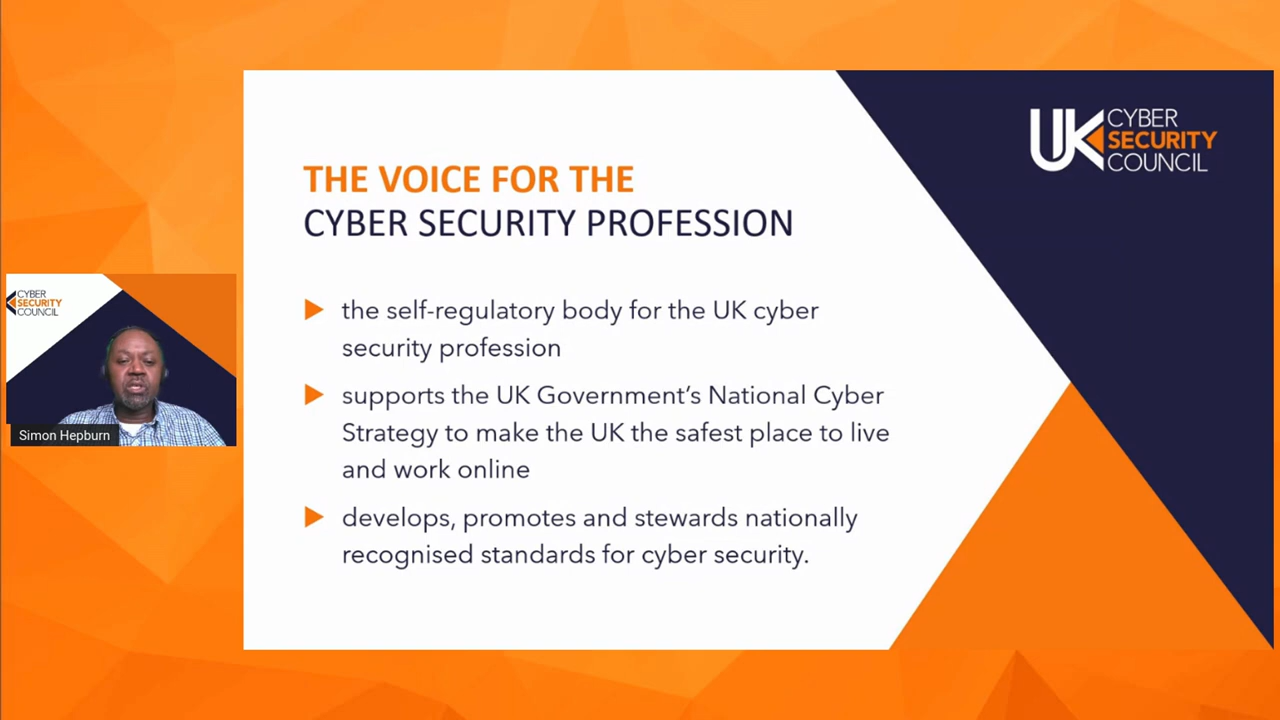 THE VOICE FOR THE
CYBER SECURITY PROFESSION
the self-regulatory body for the UK cyber
security profession
supports the UK Government's National Cyber
Strategy to make the UK the safest place to live
and work online
develops, promotes and stewards nationally
recognised standards for cyber security.
UK
CYBER
SECURITY
COUNCIL
CYBER
SECURITY
COUNCIL
Simon Hepburn